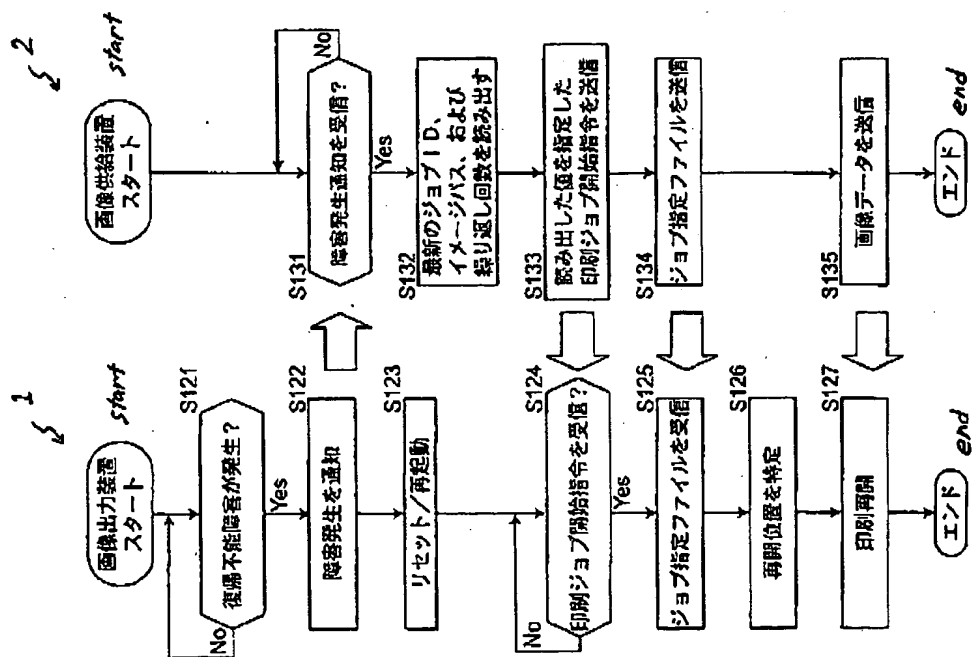 1
start
画像出力装置
スタート
S121
復帰不能障害が発生?
No
Yes
S122
障害発生を通知
S123
リセット/再起動
S124
印刷ジョブ開始指令を受信?
No
Yes
S125
ジョブ指定ファイルを受信
S126
再開位置を特定
S127
印刷再開
エンド
end
2
start
画像供給装置
スタート
S131
障害発生通知を受信?
No
Yes
S132
最新のジョブID、
イメージパス、および
繰り返し回数を読み出す
S133
読み出した値を指定した
印刷ジョブ開始指令を送信
S134
ジョブ指定ファイルを送信
S135
画像データを送信
エンド
end